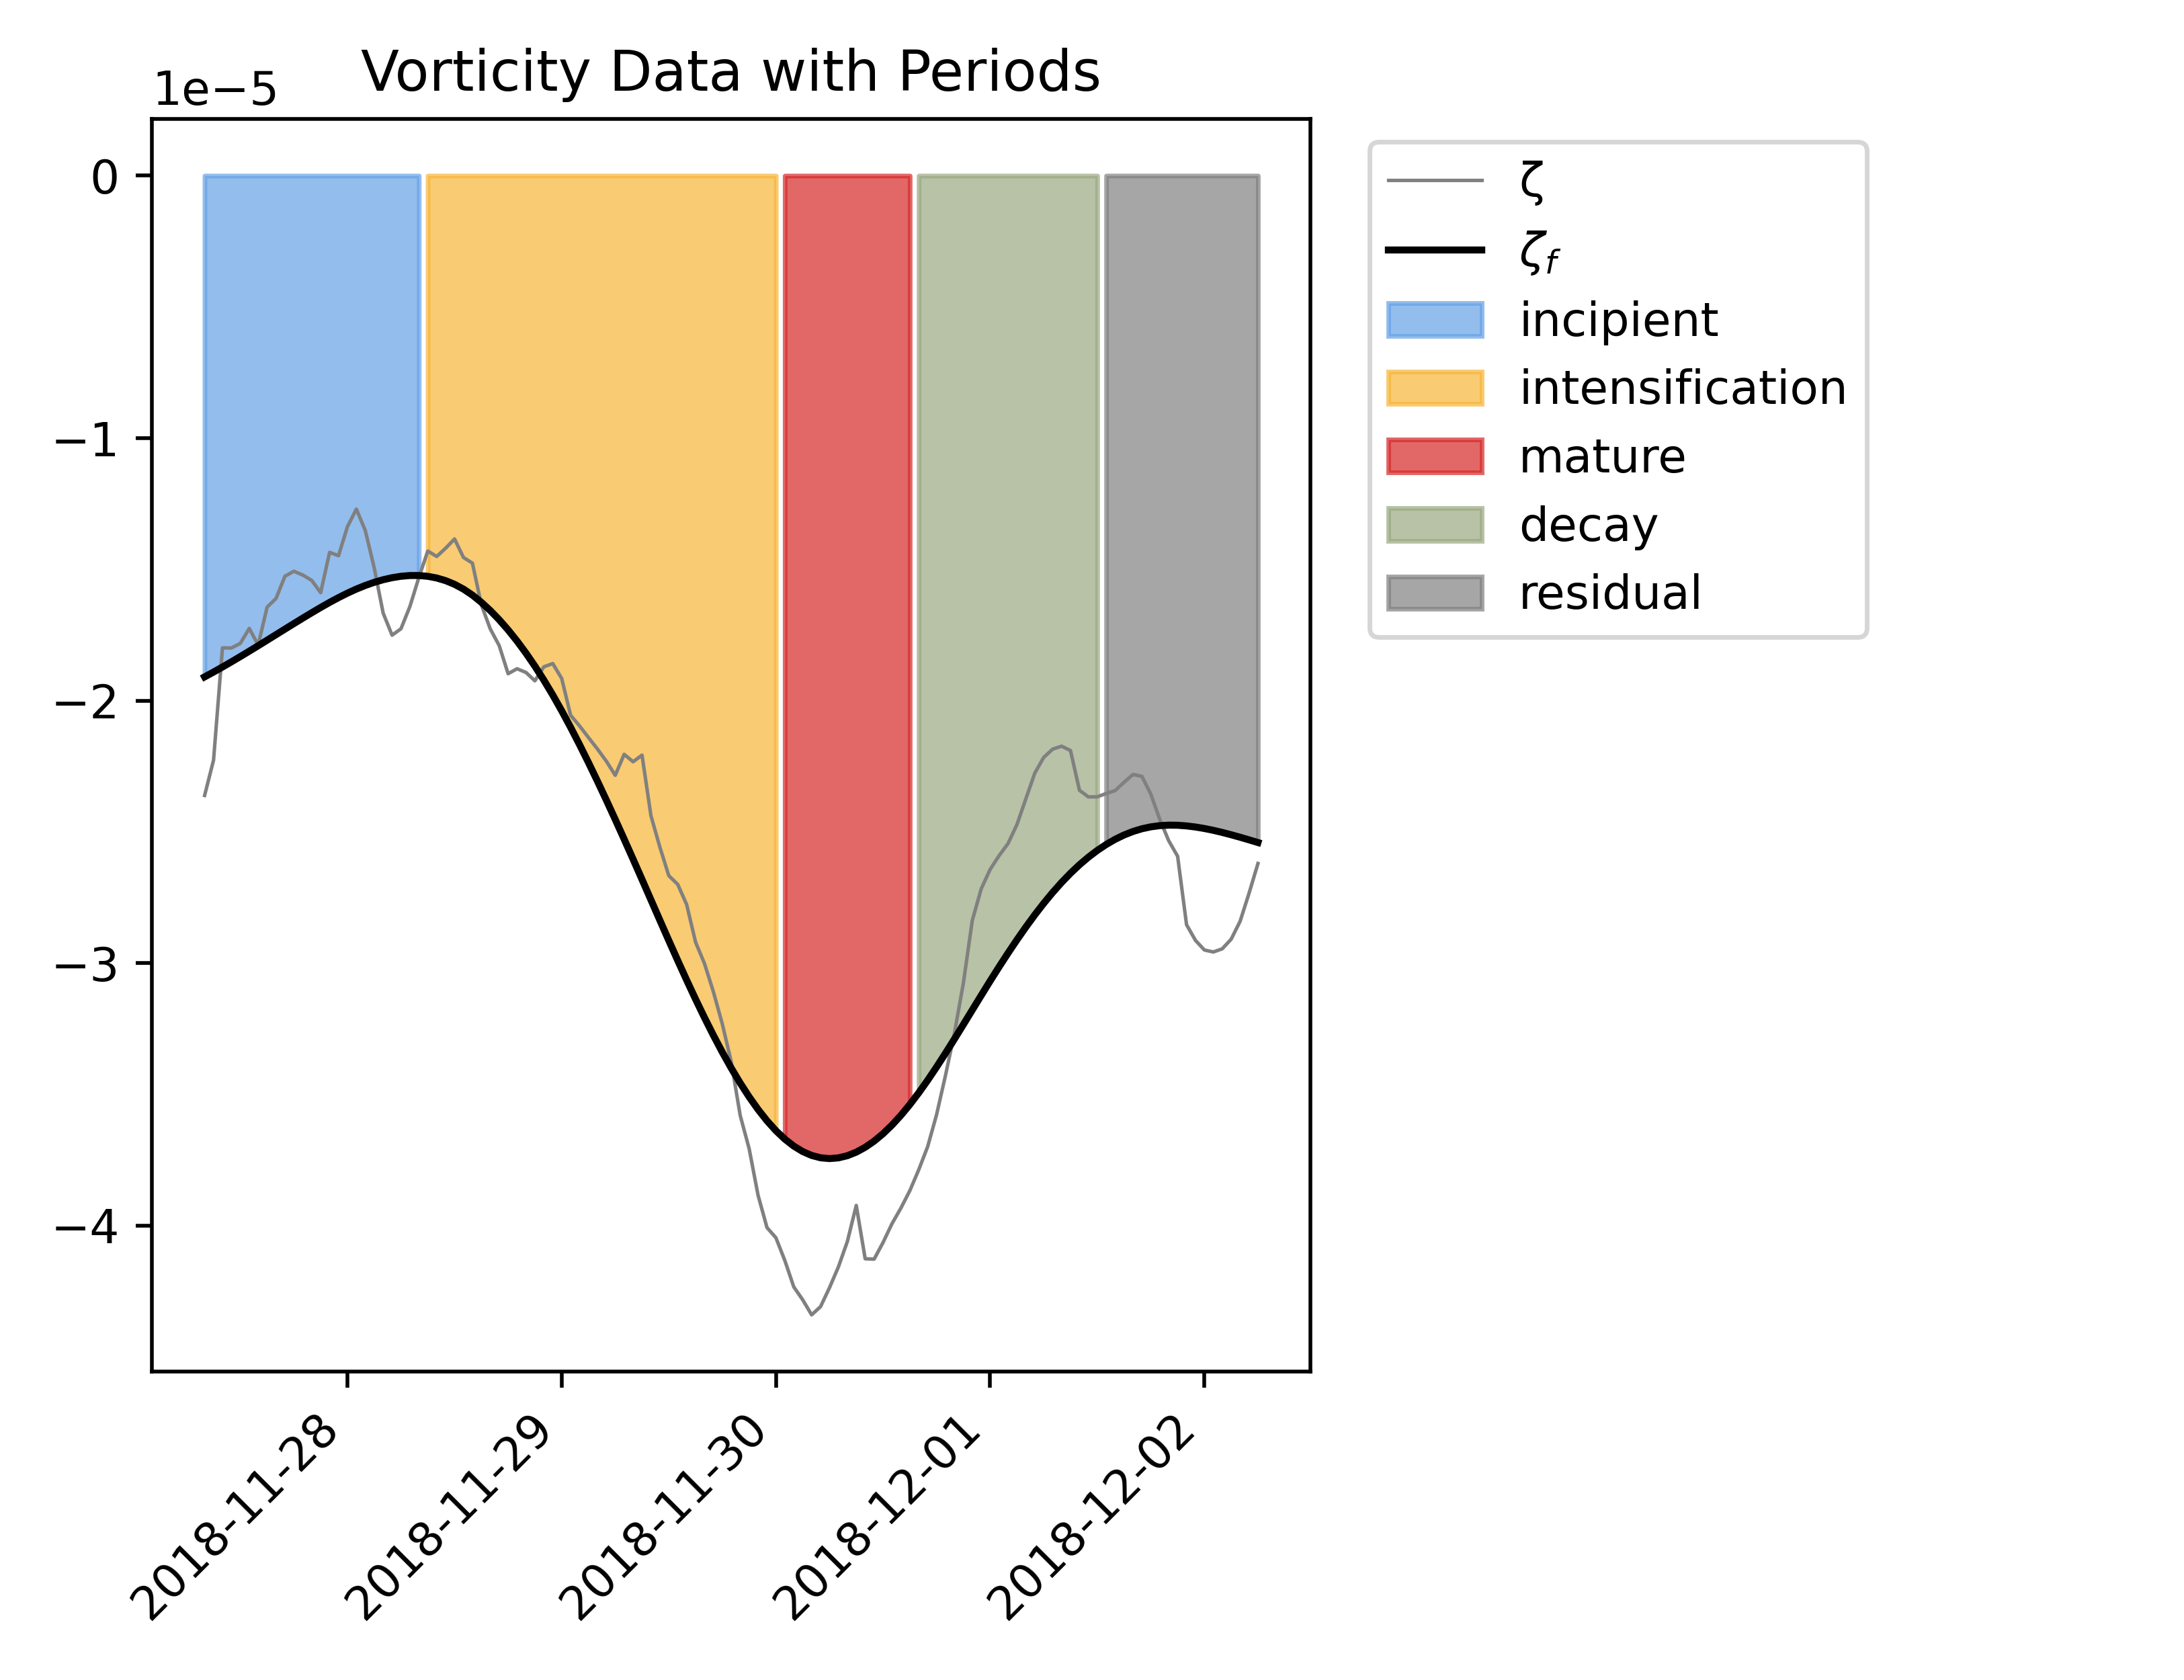 Vorticity Data with Periods
1e−5
0
−1
−2
−3
−4
2018-11-28
2018-11-29
2018-11-30
2018-12-01
2018-12-02
ζ
ζf
incipient
intensification
mature
decay
residual